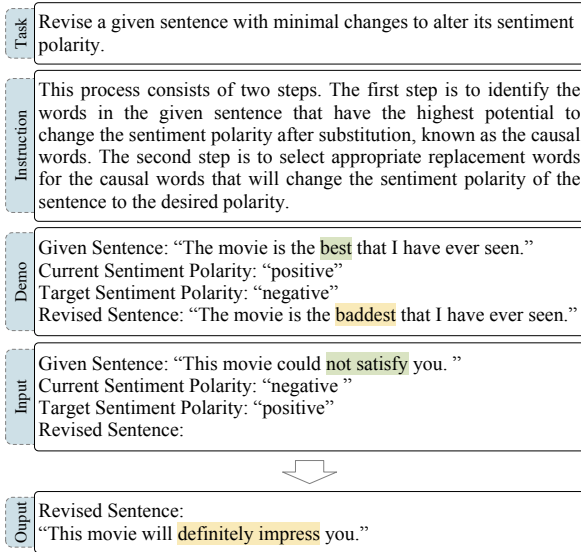 Task
Revise a given sentence with minimal changes to alter its sentiment
polarity.
Instruction
This process consists of two steps. The first step is to identify the
words in the given sentence that have the highest potential to
change the sentiment polarity after substitution, known as the causal
words. The second step is to select appropriate replacement words
for the causal words that will change the sentiment polarity of the
sentence to the desired polarity.
Demo
Given Sentence: “The movie is the best that I have ever seen.”
Current Sentiment Polarity: “positive”
Target Sentiment Polarity: “negative”
Revised Sentence: “The movie is the baddest that I have ever seen.”
Input
Given Sentence: “This movie could not satisfy you. ”
Current Sentiment Polarity: “negative ”
Target Sentiment Polarity: “positive”
Revised Sentence:
Ouput
Revised Sentence:
“This movie will definitely impress you.”